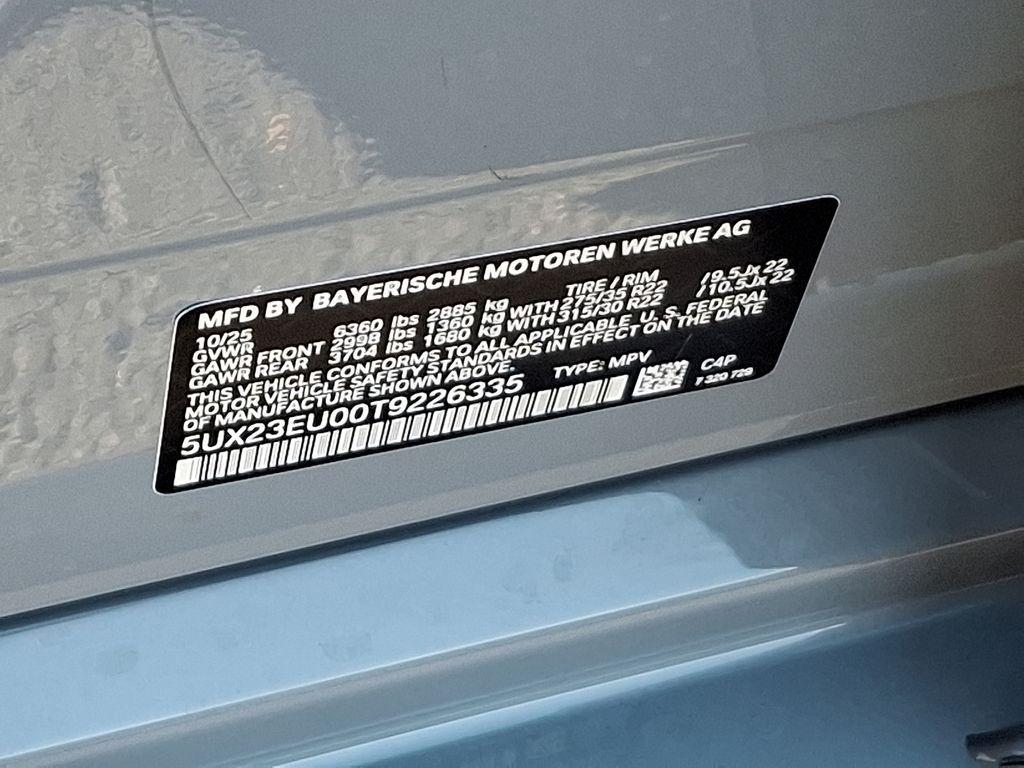 MFD BY BAYERISCHE MOTOREN WERKE AG
10/25 TIRE / RIM
GVWR 6360 lbs 2885 kg
GAWR FRONT 2998 lbs 1360 kg WITH 275/35 R22 / 9.5Jx 22
GAWR REAR 3704 lbs 1680 kg WITH 315/30 R22 /10.5Jx 22
THIS VEHICLE CONFORMS TO ALL APPLICABLE U. S. FEDERAL
MOTOR VEHICLE SAFETY STANDARDS IN EFFECT ON THE DATE
OF MANUFACTURE SHOWN ABOVE.
5UX23EU00T9226335 TYPE: MPV C4P
7 320 729